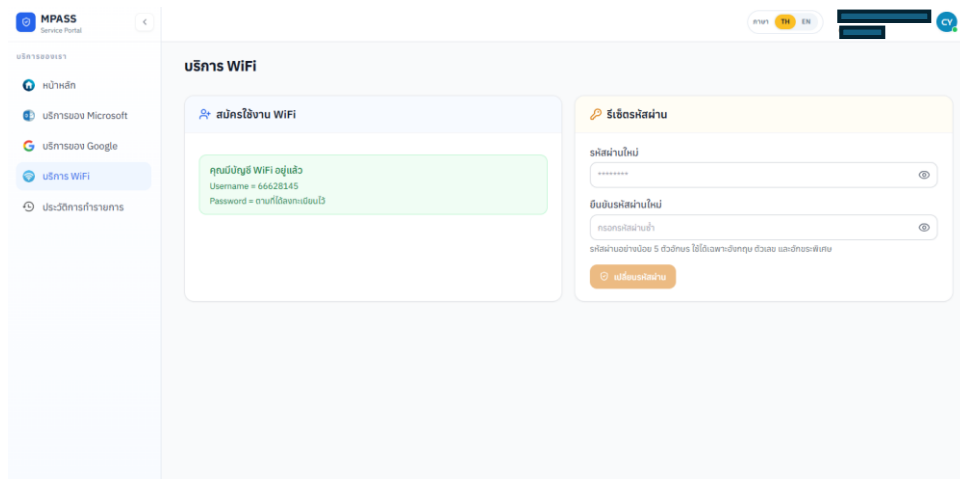 MPASS
Service Portal
ภาษา TH EN
CY
บริการของเรา
หน้าหลัก
บริการของ Microsoft
บริการของ Google
บริการ WiFi
ประวัติการทำรายการ
บริการ WiFi
สมัครใช้งาน WiFi
คุณมีบัญชี WiFi อยู่แล้ว
Username = 66628145
Password = ตามที่ได้ลงทะเบียนไว้
รีเซ็ตรหัสผ่าน
รหัสผ่านใหม่
********
ยืนยันรหัสผ่านใหม่
กรอกรหัสผ่านซ้ำ
รหัสผ่านอย่างน้อย 5 ตัวอักษร ใช้ได้เฉพาะอังกฤษ ตัวเลข และอักขระพิเศษ
เปลี่ยนรหัสผ่าน